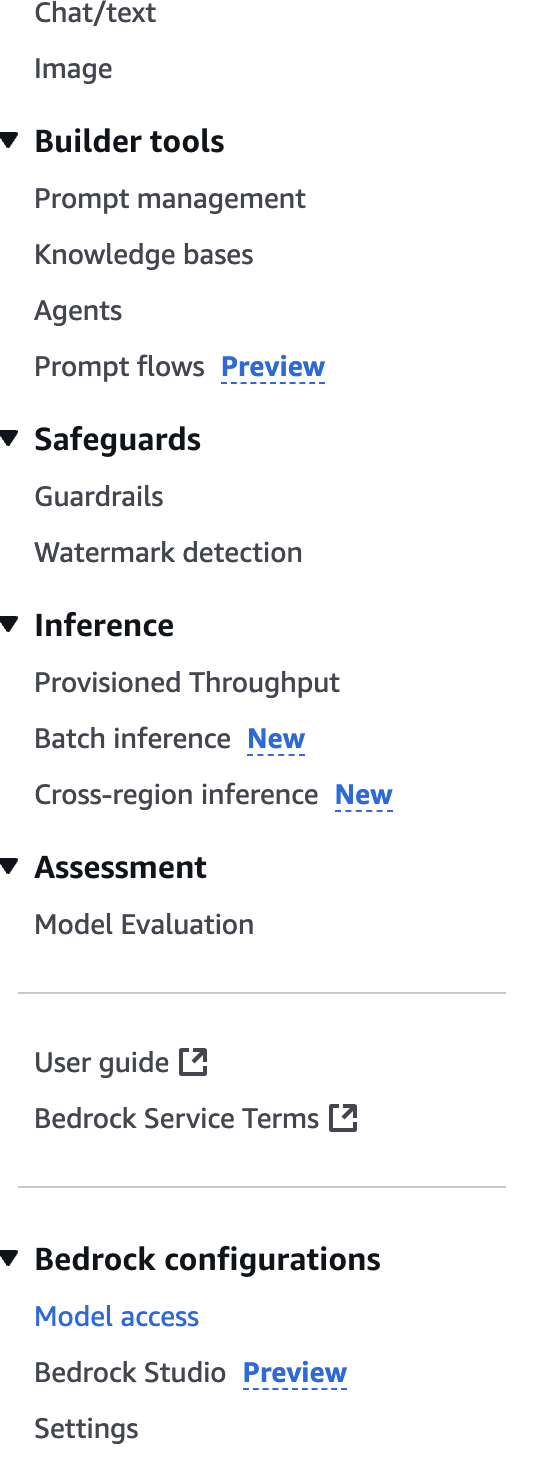 Chat/text
Image
Builder tools
Prompt management
Knowledge bases
Agents
Prompt flows Preview
Safeguards
Guardrails
Watermark detection
Inference
Provisioned Throughput
Batch inference New
Cross-region inference New
Assessment
Model Evaluation
User guide
Bedrock Service Terms
Bedrock configurations
Model access
Bedrock Studio Preview
Settings